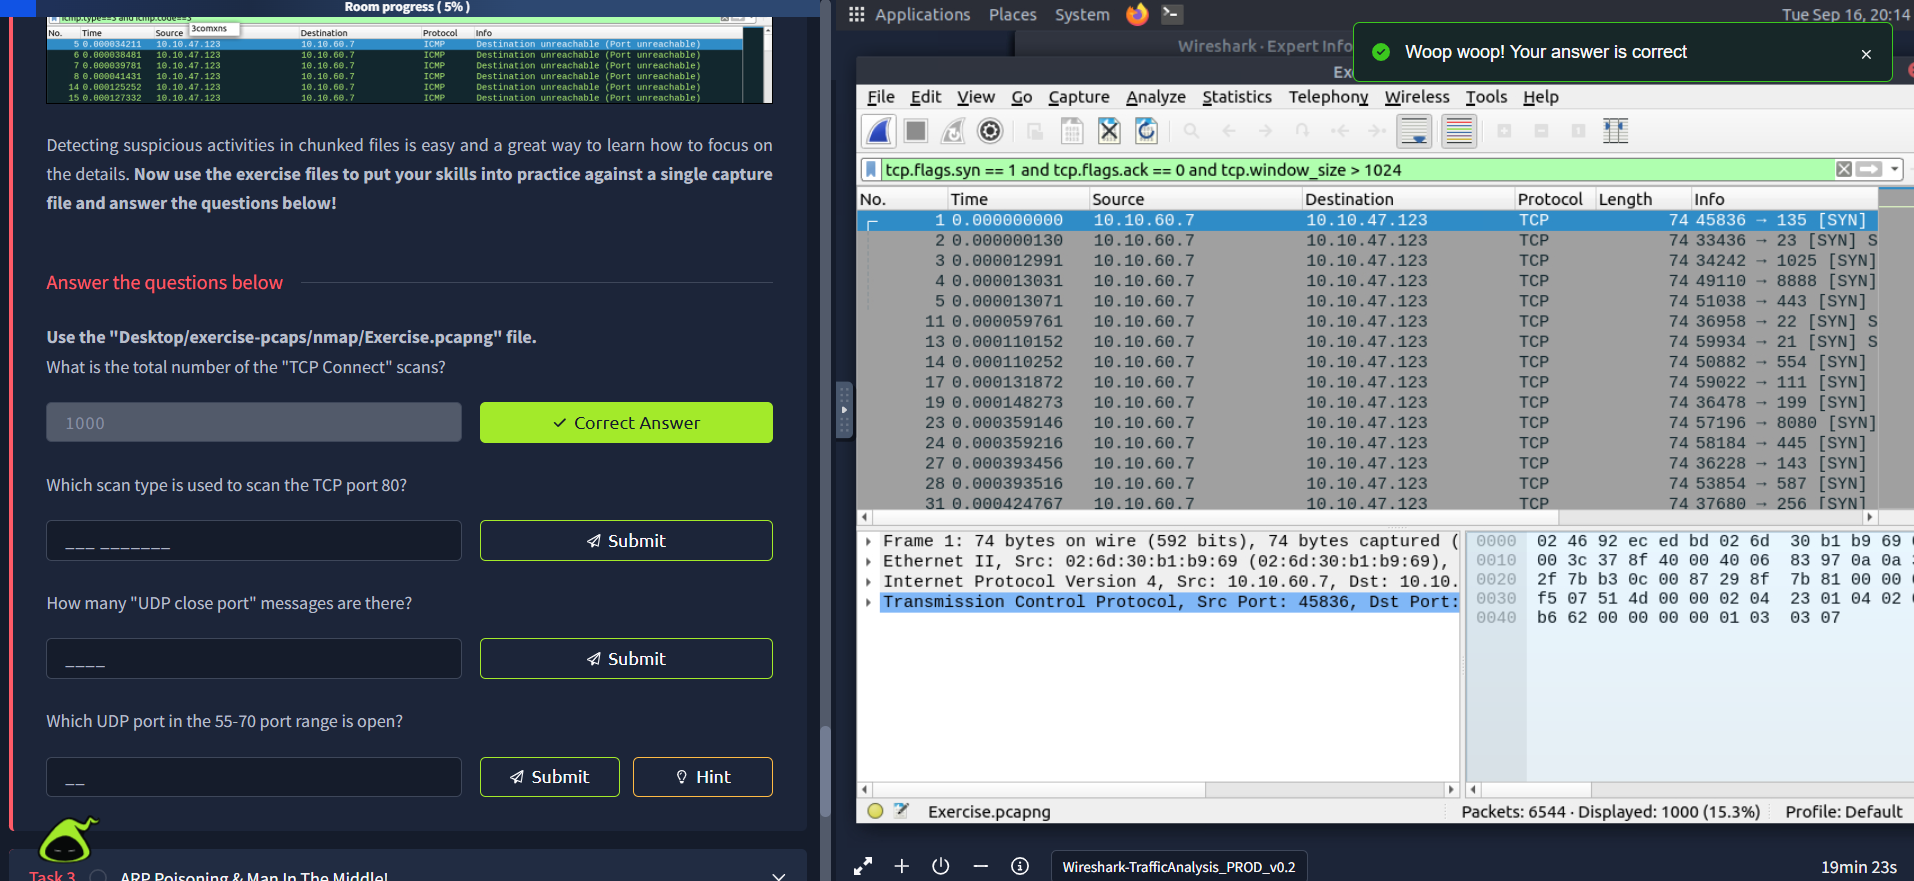 Room progress ( 5% )
icmp.type==3 and icmp.code==3
3comxns
No. Time Source Destination Protocol Info
5 0.000034211 10.10.47.123 10.10.60.7 ICMP Destination unreachable (Port unreachable)
6 0.000038481 10.10.47.123 10.10.60.7 ICMP Destination unreachable (Port unreachable)
7 0.000039781 10.10.47.123 10.10.60.7 ICMP Destination unreachable (Port unreachable)
8 0.000041431 10.10.47.123 10.10.60.7 ICMP Destination unreachable (Port unreachable)
14 0.000125252 10.10.47.123 10.10.60.7 ICMP Destination unreachable (Port unreachable)
15 0.000127332 10.10.47.123 10.10.60.7 ICMP Destination unreachable (Port unreachable)
Detecting suspicious activities in chunked files is easy and a great way to learn how to focus on
the details. Now use the exercise files to put your skills into practice against a single capture
file and answer the questions below!
Answer the questions below
Use the "Desktop/exercise-pcaps/nmap/Exercise.pcapng" file.
What is the total number of the "TCP Connect" scans?
1000
Correct Answer
Which scan type is used to scan the TCP port 80?
___ _______
Submit
How many "UDP close port" messages are there?
____
Submit
Which UDP port in the 55-70 port range is open?
__
Submit
Hint
Task 3
ARP Poisoning & Man In The Middle!
Applications Places System
Tue Sep 16, 20:14
Wireshark · Expert Info
Woop woop! Your answer is correct
Ex
File Edit View Go Capture Analyze Statistics Telephony Wireless Tools Help
tcp.flags.syn == 1 and tcp.flags.ack == 0 and tcp.window_size > 1024
No. Time Source Destination Protocol Length Info
1 0.000000000 10.10.60.7 10.10.47.123 TCP 74 45836 → 135 [SYN]
2 0.000000130 10.10.60.7 10.10.47.123 TCP 74 33436 → 23 [SYN] S
3 0.000012991 10.10.60.7 10.10.47.123 TCP 74 34242 → 1025 [SYN]
4 0.000013031 10.10.60.7 10.10.47.123 TCP 74 49110 → 8888 [SYN]
5 0.000013071 10.10.60.7 10.10.47.123 TCP 74 51038 → 443 [SYN]
11 0.000059761 10.10.60.7 10.10.47.123 TCP 74 36958 → 22 [SYN] S
13 0.000110152 10.10.60.7 10.10.47.123 TCP 74 59934 → 21 [SYN] S
14 0.000110252 10.10.60.7 10.10.47.123 TCP 74 50882 → 554 [SYN]
17 0.000131872 10.10.60.7 10.10.47.123 TCP 74 59022 → 111 [SYN]
19 0.000148273 10.10.60.7 10.10.47.123 TCP 74 36478 → 199 [SYN]
23 0.000359146 10.10.60.7 10.10.47.123 TCP 74 57196 → 8080 [SYN]
24 0.000359216 10.10.60.7 10.10.47.123 TCP 74 58184 → 445 [SYN]
27 0.000393456 10.10.60.7 10.10.47.123 TCP 74 36228 → 143 [SYN]
28 0.000393516 10.10.60.7 10.10.47.123 TCP 74 53854 → 587 [SYN]
31 0.000424767 10.10.60.7 10.10.47.123 TCP 74 37680 → 256 [SYN]
Frame 1: 74 bytes on wire (592 bits), 74 bytes captured (
Ethernet II, Src: 02:6d:30:b1:b9:69 (02:6d:30:b1:b9:69),
Internet Protocol Version 4, Src: 10.10.60.7, Dst: 10.10.
Transmission Control Protocol, Src Port: 45836, Dst Port:
0000 02 46 92 ec ed bd 02 6d 30 b1 b9 69
0010 00 3c 37 8f 40 00 40 06 83 97 0a 0a
0020 2f 7b b3 0c 00 87 29 8f 7b 81 00 00
0030 f5 07 51 4d 00 00 02 04 23 01 04 02
0040 b6 62 00 00 00 00 01 03 03 07
Exercise.pcapng
Packets: 6544 · Displayed: 1000 (15.3%)
Profile: Default
Wireshark-TrafficAnalysis_PROD_v0.2
19min 23s